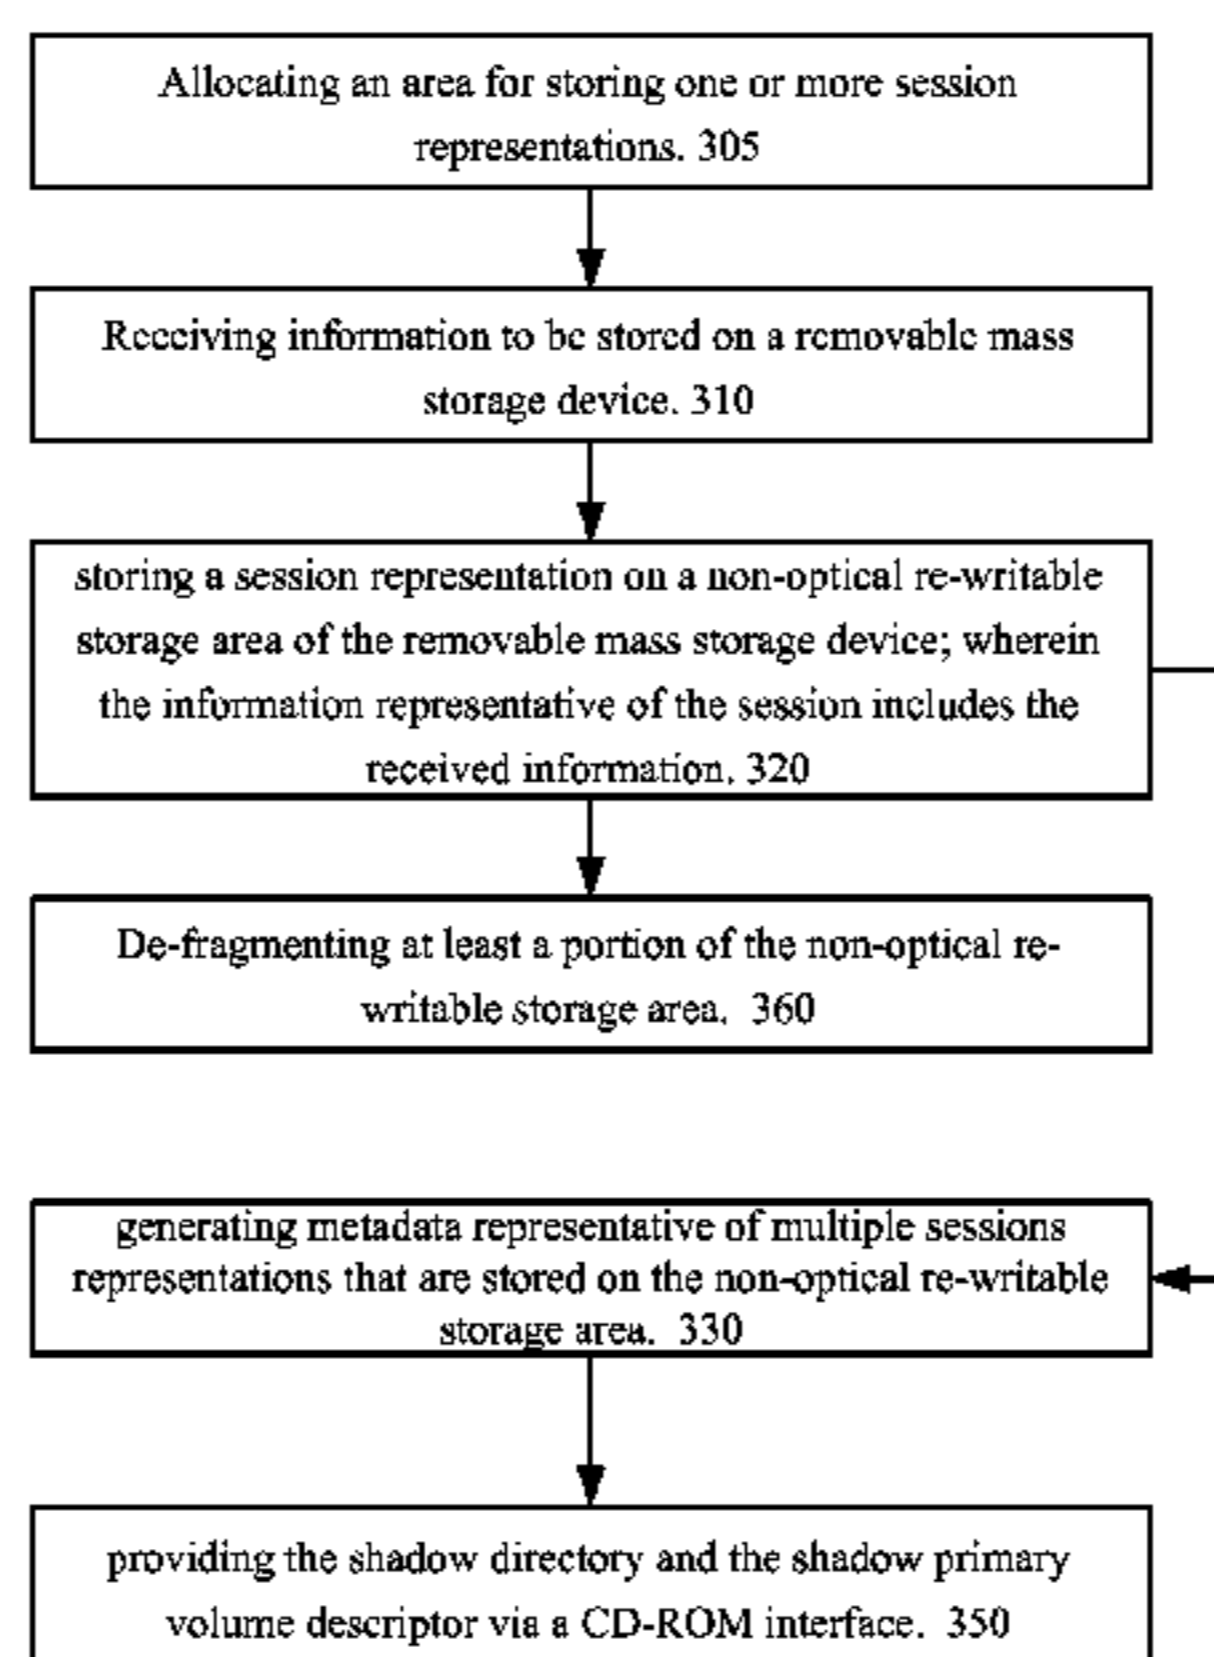 Allocating an area for storing one or more session
representations. 305
Receiving information to be stored on a removable mass
storage device. 310
storing a session representation on a non-optical re-writable
storage area of the removable mass storage device; wherein
the information representative of the session includes the
received information. 320
De-fragmenting at least a portion of the non-optical re-
writable storage area. 360
generating metadata representative of multiple sessions
representations that are stored on the non-optical re-writable
storage area. 330
providing the shadow directory and the shadow primary
volume descriptor via a CD-ROM interface. 350